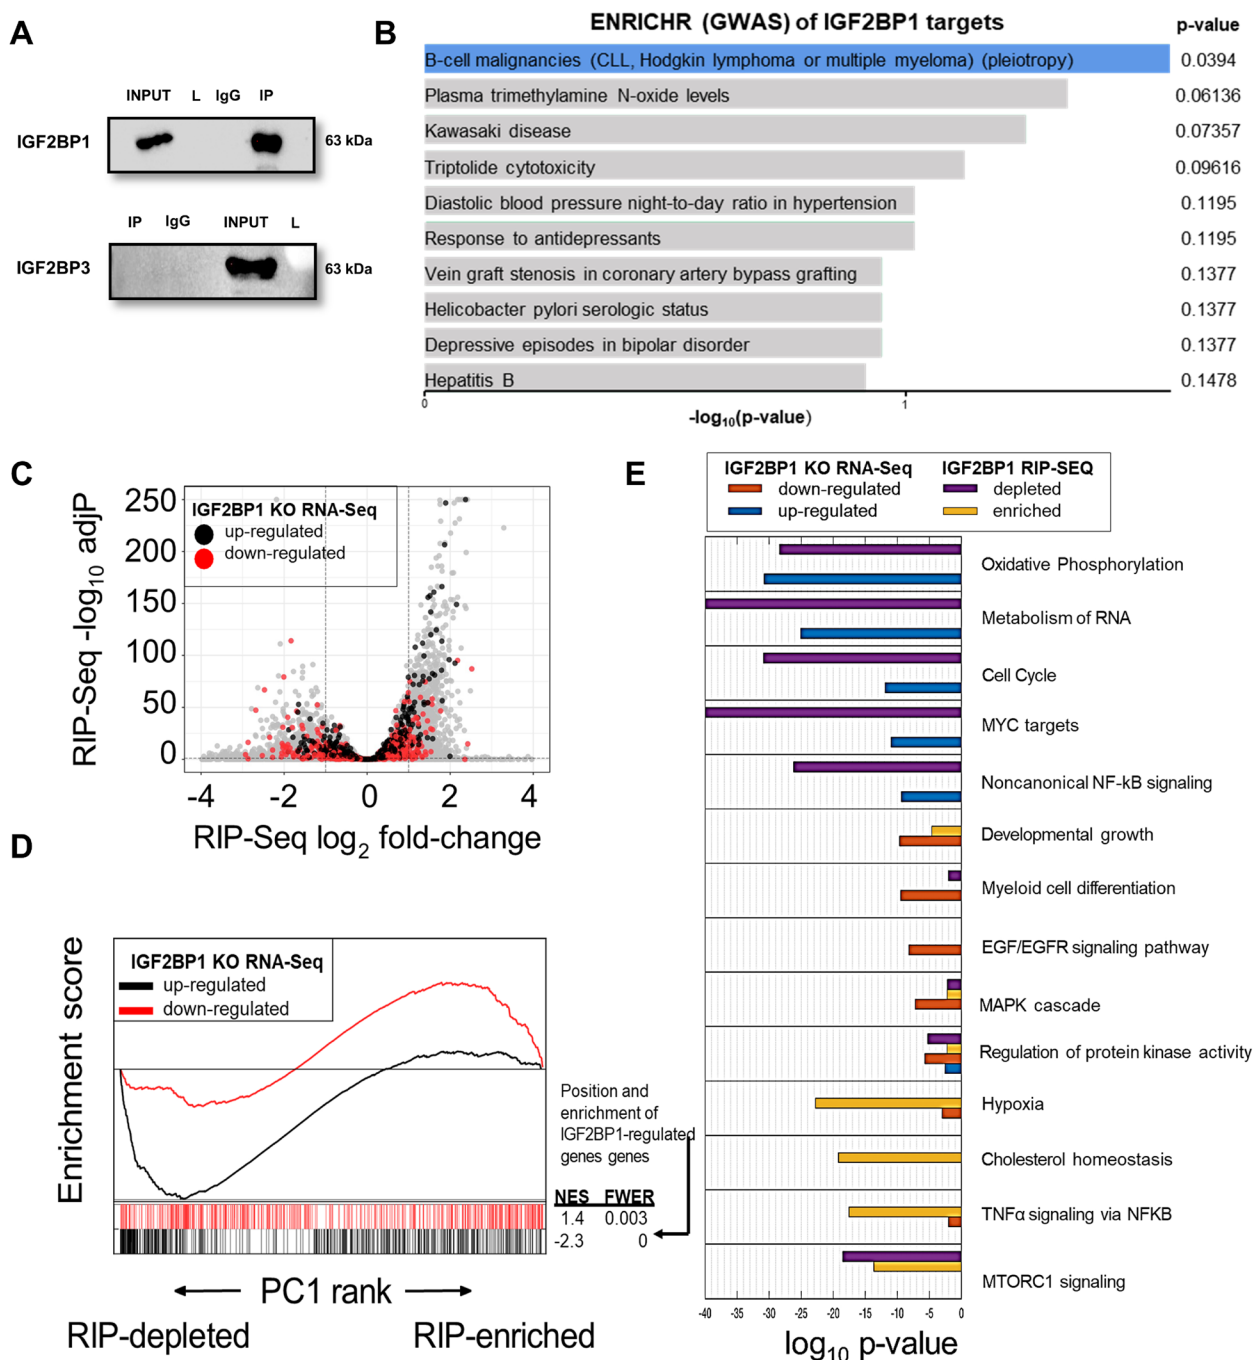 A
INPUT L IgG IP
IGF2BP1
63 kDa
IP IgG INPUT L
IGF2BP3
63 kDa
B
ENRICHR (GWAS) of IGF2BP1 targets
p-value
B-cell malignancies (CLL, Hodgkin lymphoma or multiple myeloma) (pleiotropy) 0.0394
Plasma trimethylamine N-oxide levels 0.06136
Kawasaki disease 0.07357
Triptolide cytotoxicity 0.09616
Diastolic blood pressure night-to-day ratio in hypertension 0.1195
Response to antidepressants 0.1195
Vein graft stenosis in coronary artery bypass grafting 0.1377
Helicobacter pylori serologic status 0.1377
Depressive episodes in bipolar disorder 0.1377
Hepatitis B 0.1478
0 1
-log10(p-value)
C
RIP-Seq -log10 adjP
250
200
150
100
50
0
IGF2BP1 KO RNA-Seq
up-regulated
down-regulated
-4 -2 0 2 4
RIP-Seq log2 fold-change
D
Enrichment score
IGF2BP1 KO RNA-Seq
up-regulated
down-regulated
Position and
enrichment of
IGF2BP1-regulated
genes genes
NES FWER
1.4 0.003
-2.3 0
PC1 rank
RIP-depleted RIP-enriched
E
IGF2BP1 KO RNA-Seq IGF2BP1 RIP-SEQ
down-regulated depleted
up-regulated enriched
Oxidative Phosphorylation
Metabolism of RNA
Cell Cycle
MYC targets
Noncanonical NF-kB signaling
Developmental growth
Myeloid cell differentiation
EGF/EGFR signaling pathway
MAPK cascade
Regulation of protein kinase activity
Hypoxia
Cholesterol homeostasis
TNFα signaling via NFKB
MTORC1 signaling
-40 -35 -30 -25 -20 -15 -10 -5 0
log10 p-value